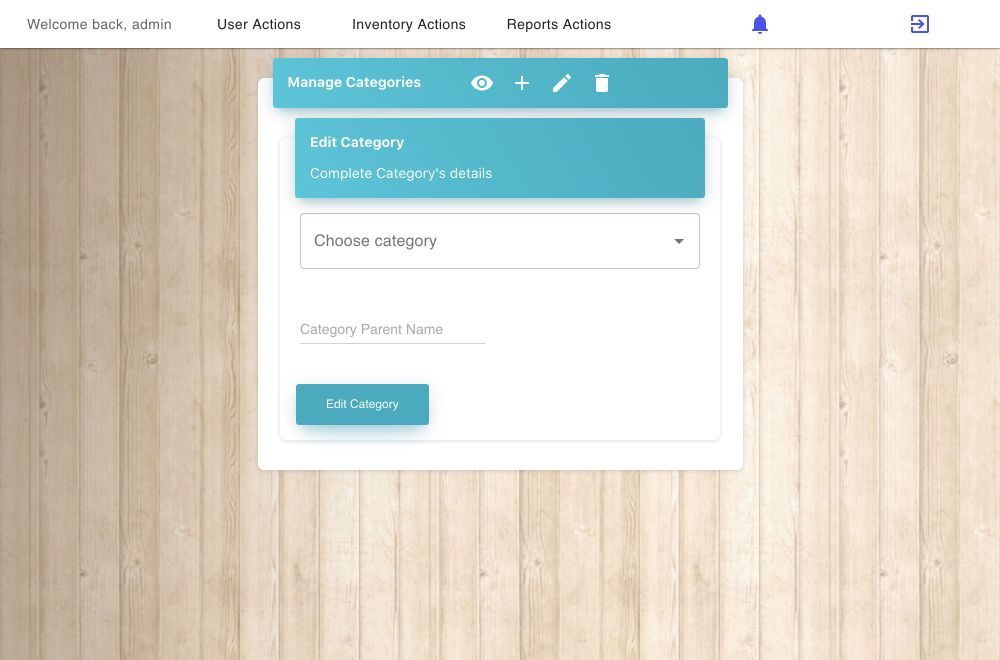 Welcome back, admin
User Actions
Inventory Actions
Reports Actions
Manage Categories
Edit Category
Complete Category's details
Choose category
Category Parent Name
Edit Category